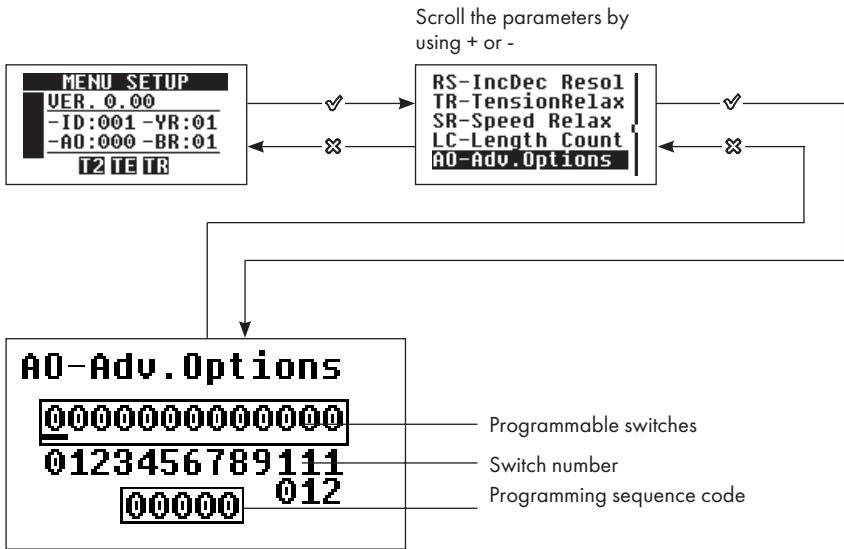 Scroll the parameters by
using + or -
MENU SETUP
VER. 0.00
-ID:001 -YR:01
-AO:000 -BR:01
T2 TE TR
RS-IncDec Resol
TR-TensionRelax
SR-Speed Relax
LC-Length Count
AO-Adv.Options
AO-Adv.Options
0000000000000
Programmable switches
0123456789111
Switch number
012
00000
Programming sequence code